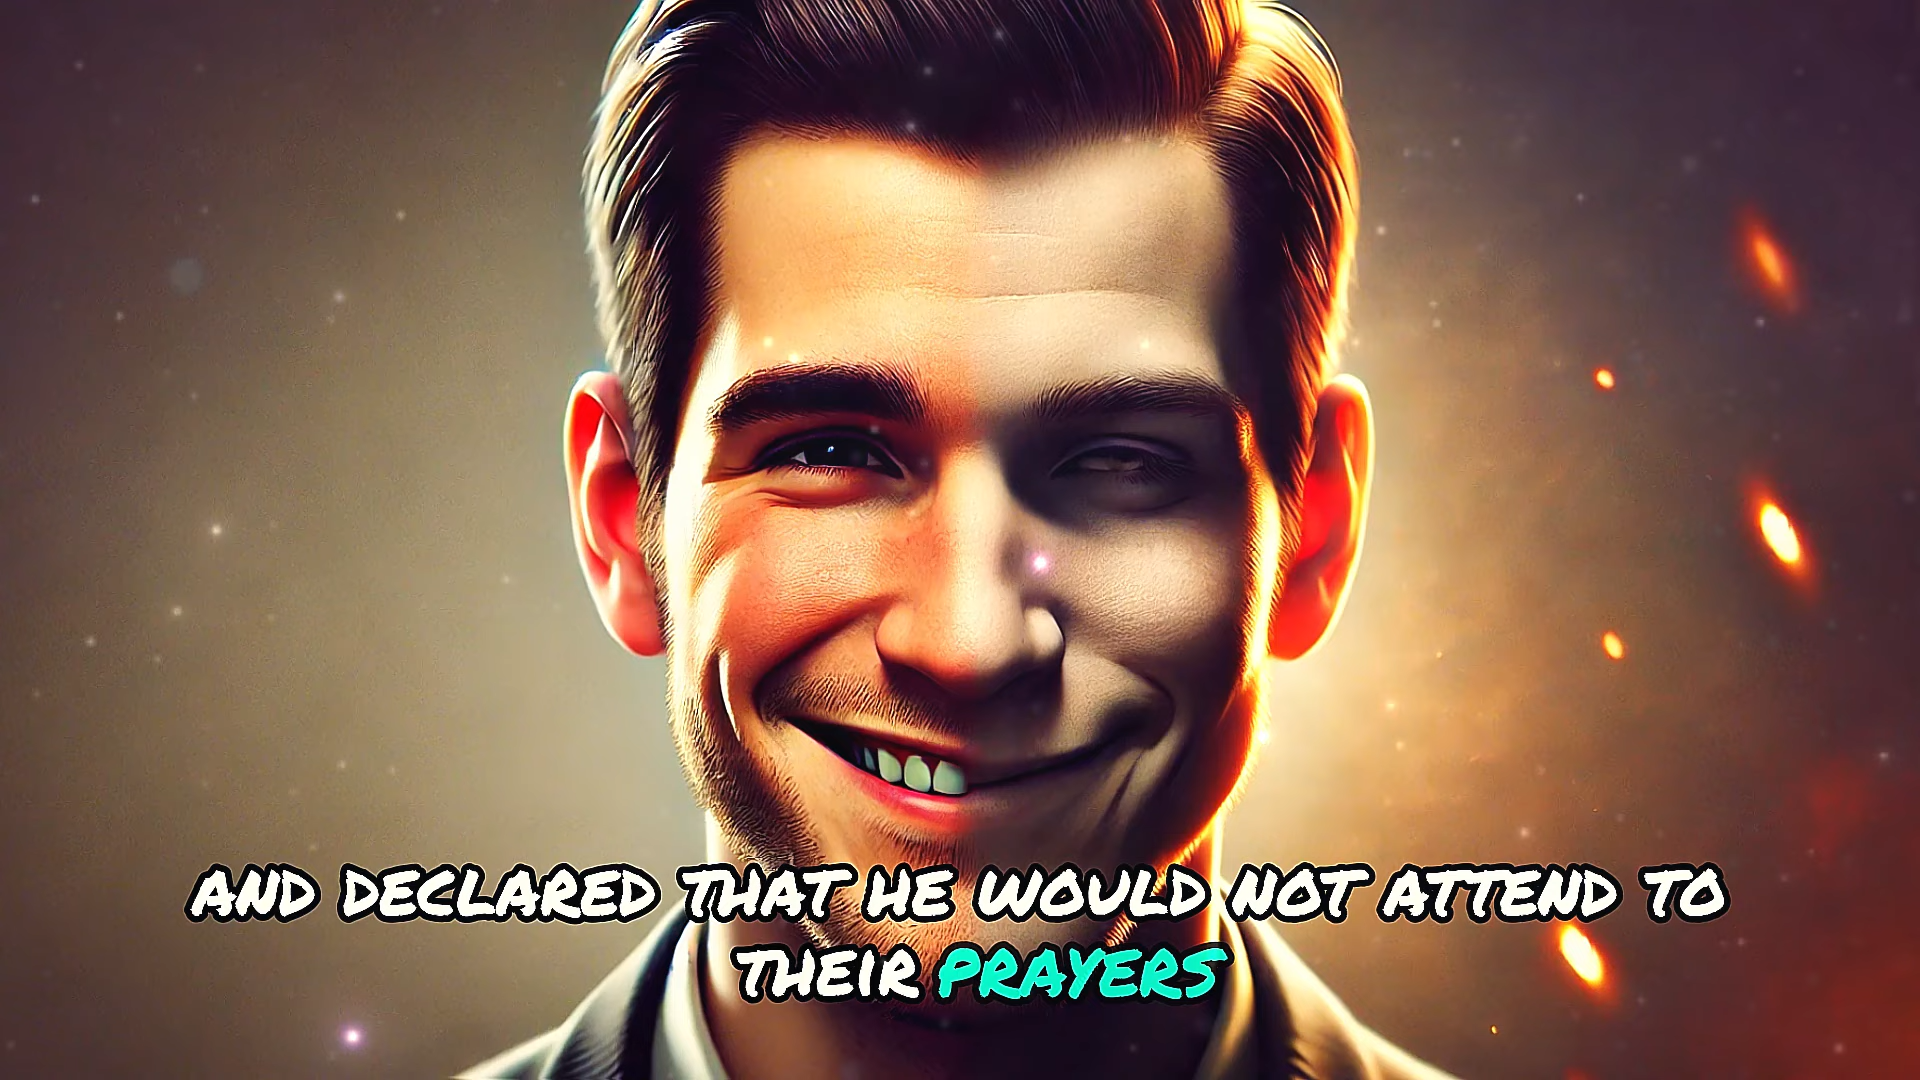 AND DECLARED THAT HE WOULD NOT ATTEND TO
THEIR PRAYERS